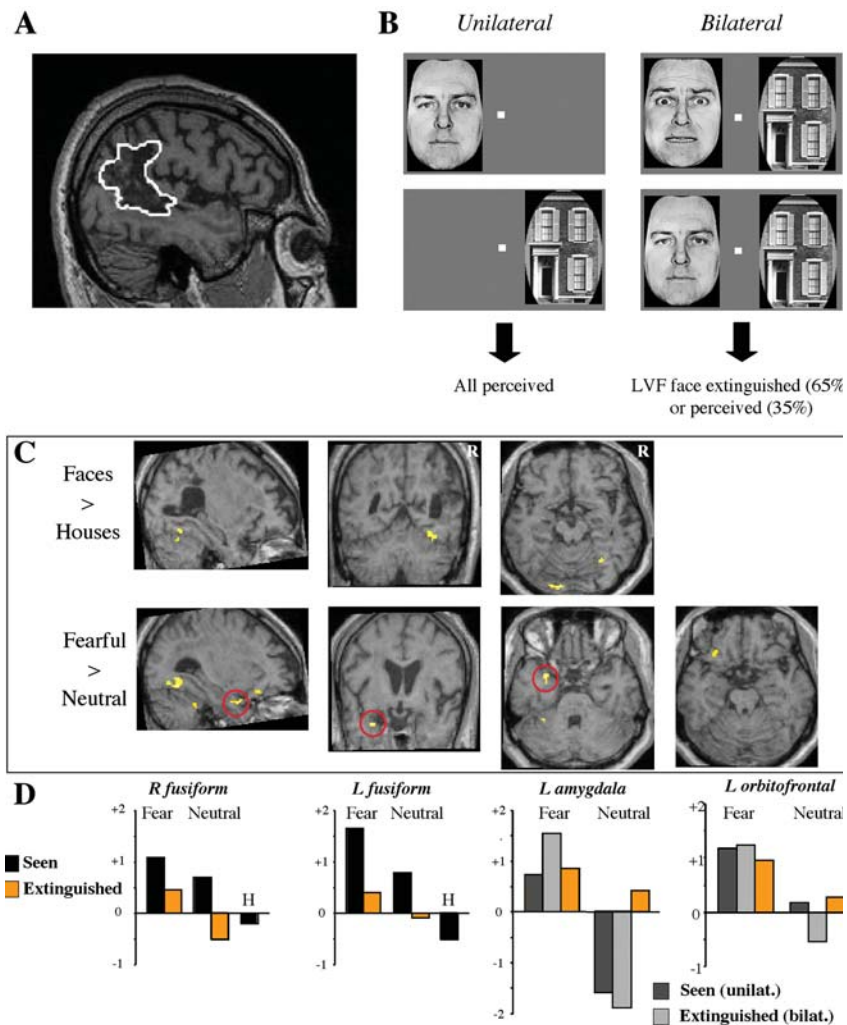 A
B
Unilateral
Bilateral
All perceived
LVF face extinguished (65%
or perceived (35%)
C
Faces
>
Houses
R
R
Fearful
>
Neutral
D
R fusiform
L fusiform
L amygdala
L orbitofrontal
+2
Fear
Neutral
+2
Fear
Neutral
+2
Fear
Neutral
+2
Fear
Neutral
Seen
Extinguished
+1
H
+1
H
+1
+1
0
0
0
0
-1
-1
-1
-1
-2
Seen (unilat.)
Extinguished (bilat.)